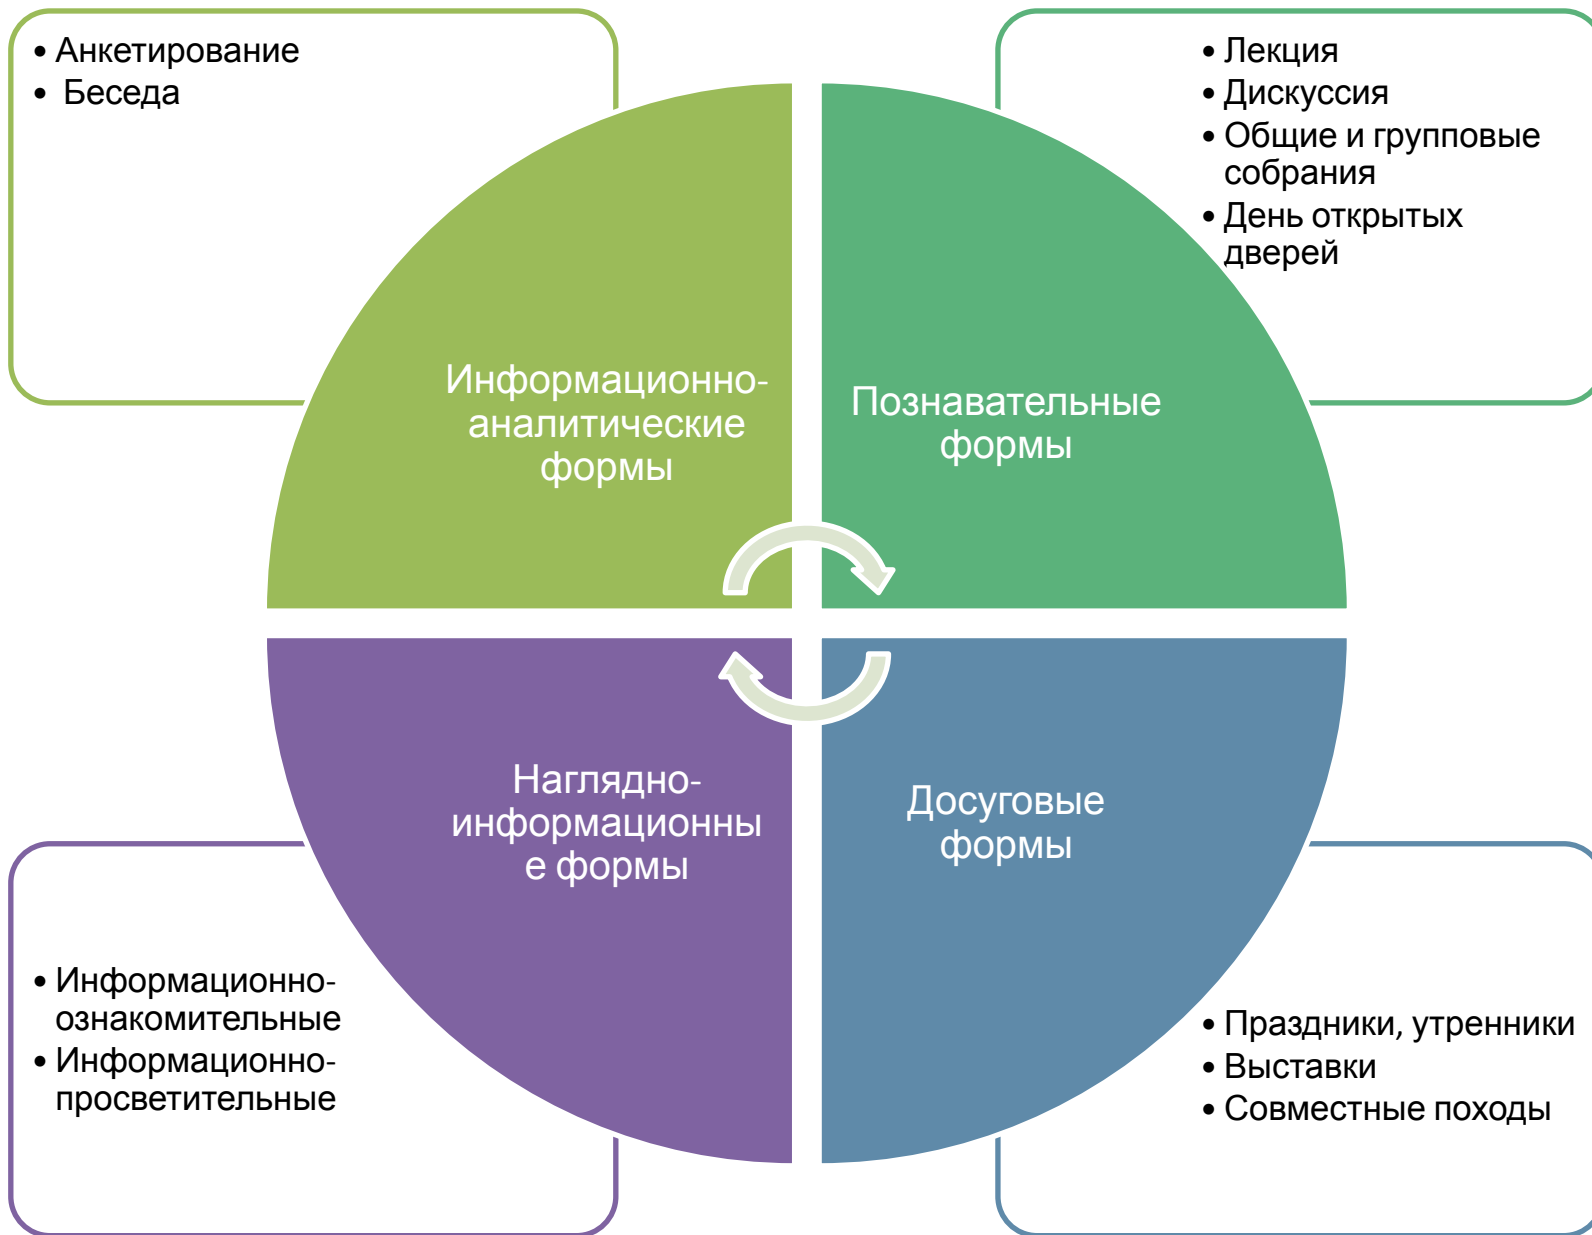 • Анкетирование
• Беседа
• Лекция
• Дискуссия
• Общие и групповые
собрания
• День открытых
дверей
Информационно-
аналитические
формы
Познавательные
формы
Наглядно-
информационны
е формы
Досуговые
формы
• Информационно-
ознакомительные
• Информационно-
просветительные
• Праздники, утренники
• Выставки
• Совместные походы